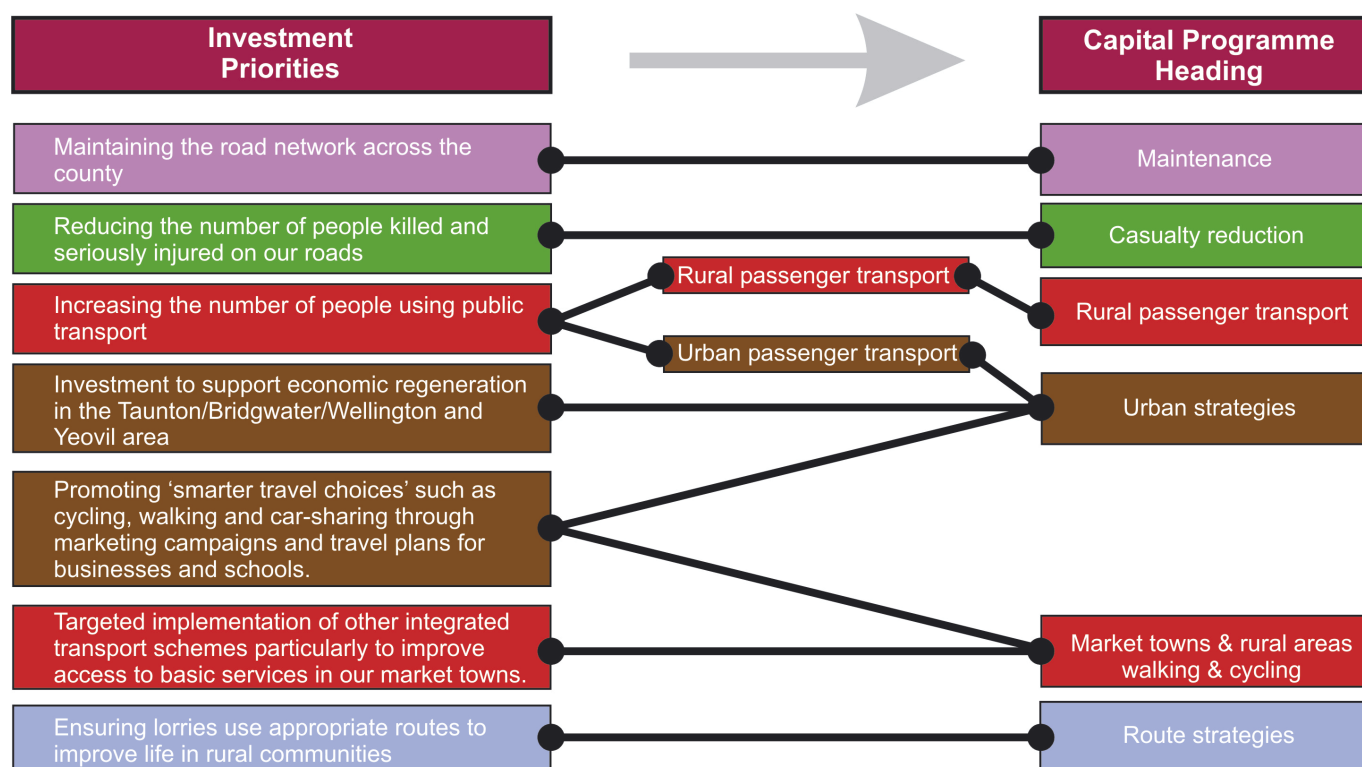 Investment
Priorities
Capital Programme
Heading
Maintaining the road network across the
county
Maintenance
Reducing the number of people killed and
seriously injured on our roads
Casualty reduction
Increasing the number of people using public
transport
Rural passenger transport
Urban passenger transport
Rural passenger transport
Investment to support economic regeneration
in the Taunton/Bridgwater/Wellington and
Yeovil area
Urban strategies
Promoting ‘smarter travel choices’ such as
cycling, walking and car-sharing through
marketing campaigns and travel plans for
businesses and schools.
Targeted implementation of other integrated
transport schemes particularly to improve
access to basic services in our market towns.
Market towns & rural areas
walking & cycling
Ensuring lorries use appropriate routes to
improve life in rural communities
Route strategies